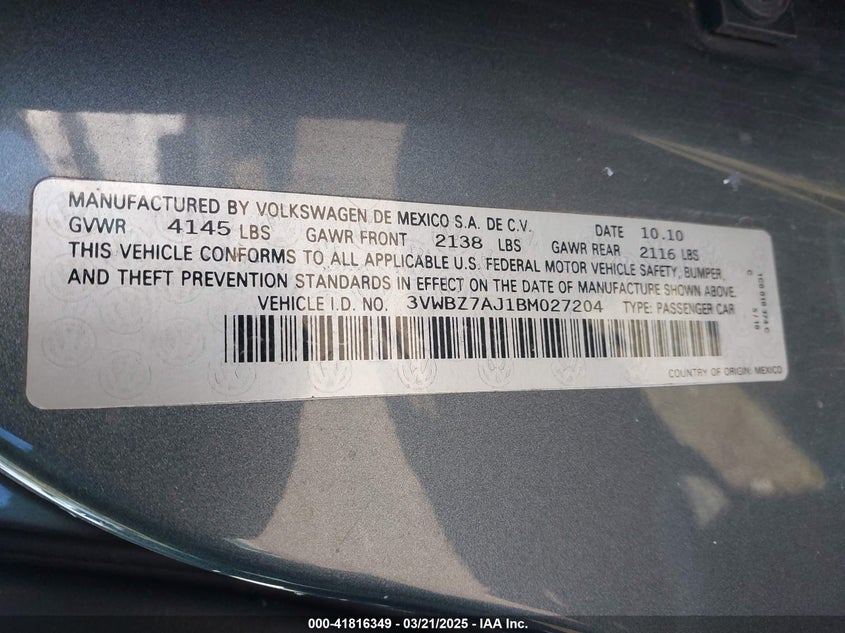 MANUFACTURED BY VOLKSWAGEN DE MEXICO S.A. DE C.V. DATE 10.10
GVWR 4145 LBS GAWR FRONT 2138 LBS GAWR REAR 2116 LBS
THIS VEHICLE CONFORMS TO ALL APPLICABLE U.S. FEDERAL MOTOR VEHICLE SAFETY, BUMPER,
AND THEFT PREVENTION STANDARDS IN EFFECT ON THE DATE OF MANUFACTURE SHOWN ABOVE.
VEHICLE I.D. NO. 3VWBZ7AJ1BM027204 TYPE: PASSENGER CAR
COUNTRY OF ORIGIN: MEXICO
C 5/10
000-41816349 / 03/21/2025 - IAA Inc.